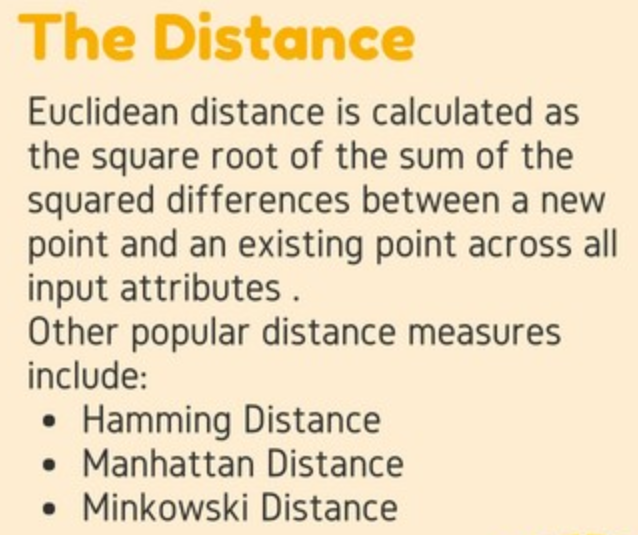 The Distance
Euclidean distance is calculated as
the square root of the sum of the
squared differences between a new
point and an existing point across all
input attributes .
Other popular distance measures
include:
• Hamming Distance
• Manhattan Distance
• Minkowski Distance